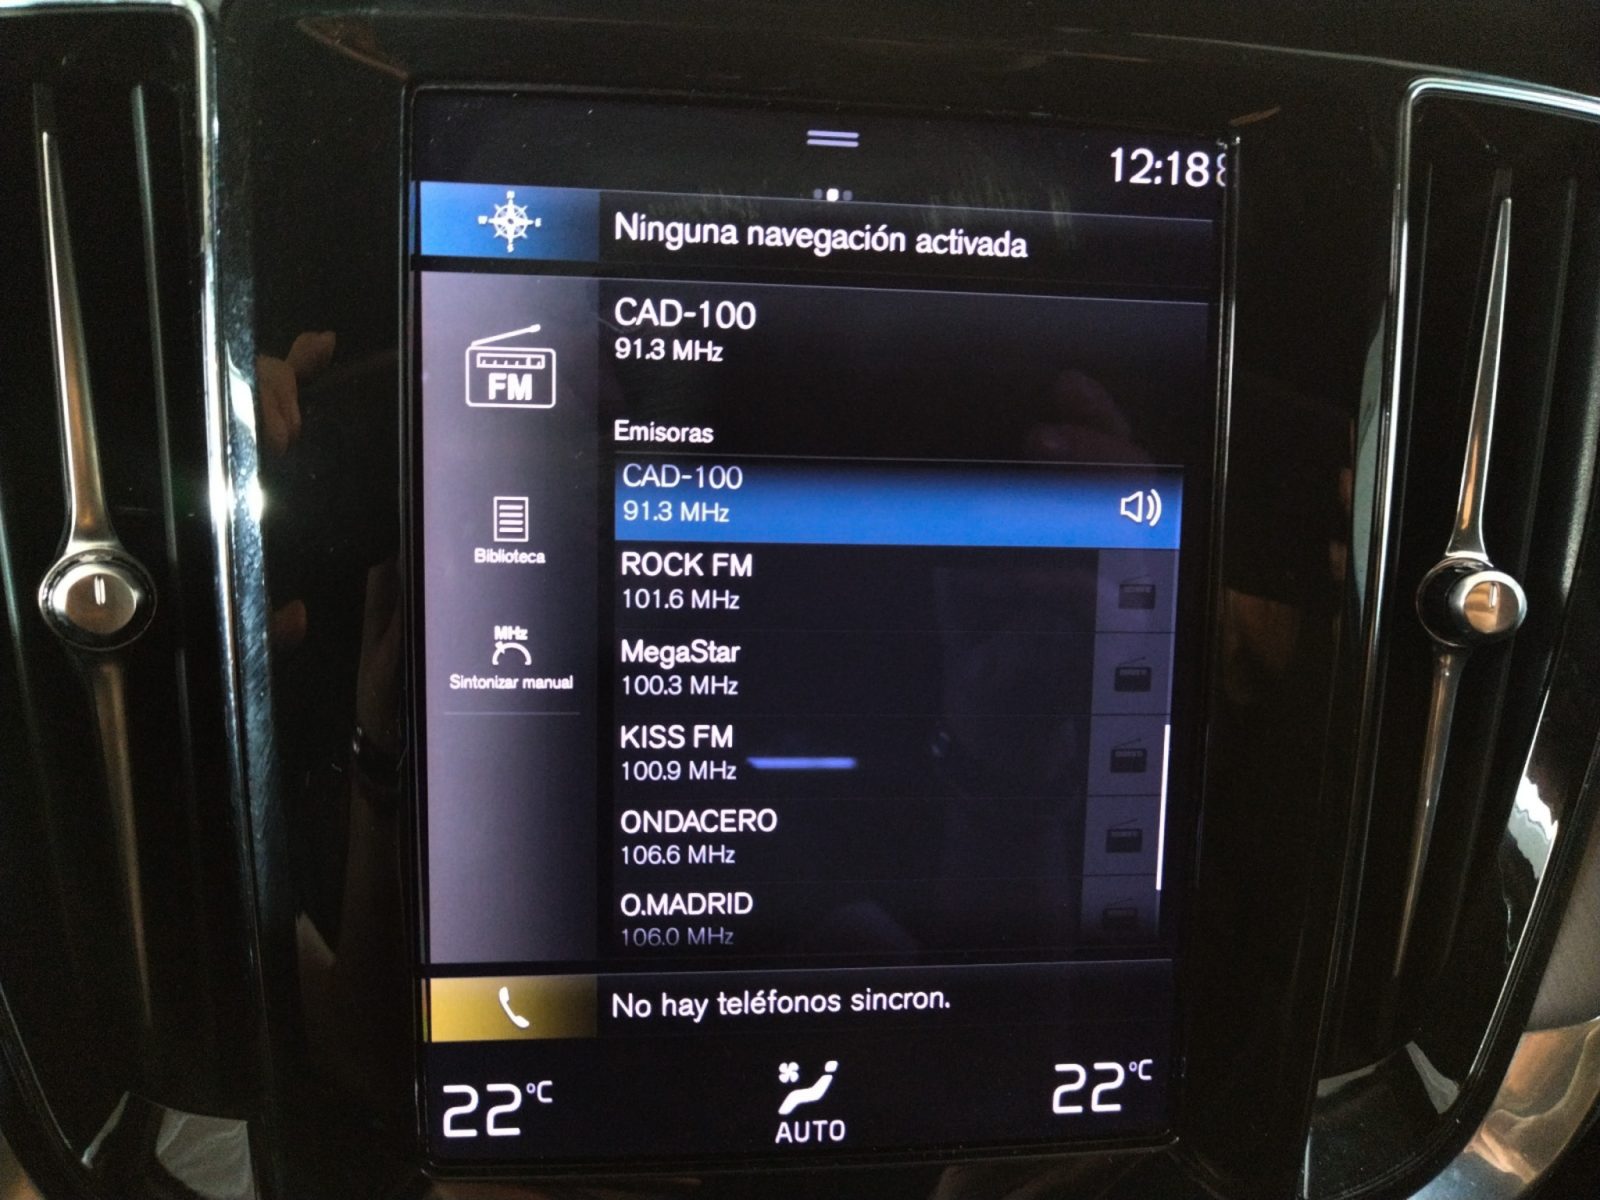 12:18
N
W E
S
Ninguna navegación activada
CAD-100
91.3 MHz
FM
Emisoras
CAD-100
91.3 MHz
Biblioteca
ROCK FM
101.6 MHz
MHz
Sintonizar manual
MegaStar
100.3 MHz
KISS FM
100.9 MHz
ONDACERO
106.6 MHz
O.MADRID
106.0 MHz
No hay teléfonos sincron.
22°C
AUTO
22°C